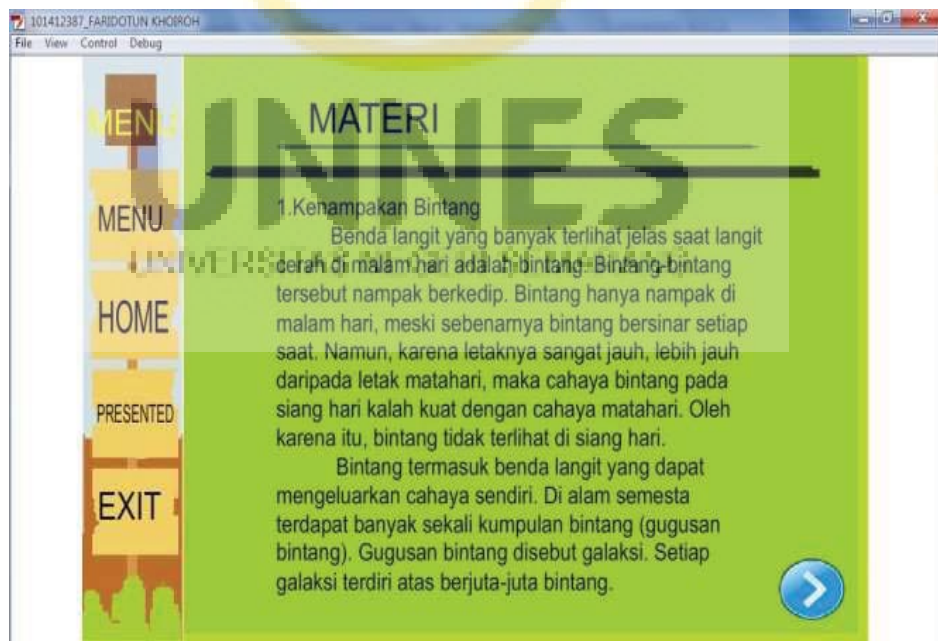 101412387_FARIDOTUN KHOIROH
File View Control Debug
MENU
MATERI
UNNES
MENU
HOME
PRESENTED
EXIT
1.Kenampakan Bintang
Benda langit yang banyak terlihat jelas saat langit
cerah di malam hari adalah bintang. Bintang-bintang
tersebut nampak berkedip. Bintang hanya nampak di
malam hari, meski sebenarnya bintang bersinar setiap
saat. Namun, karena letaknya sangat jauh, lebih jauh
daripada letak matahari, maka cahaya bintang pada
siang hari kalah kuat dengan cahaya matahari. Oleh
karena itu, bintang tidak terlihat di siang hari.
Bintang termasuk benda langit yang dapat
mengeluarkan cahaya sendiri. Di alam semesta
terdapat banyak sekali kumpulan bintang (gugusan
bintang). Gugusan bintang disebut galaksi. Setiap
galaksi terdiri atas berjuta-juta bintang.